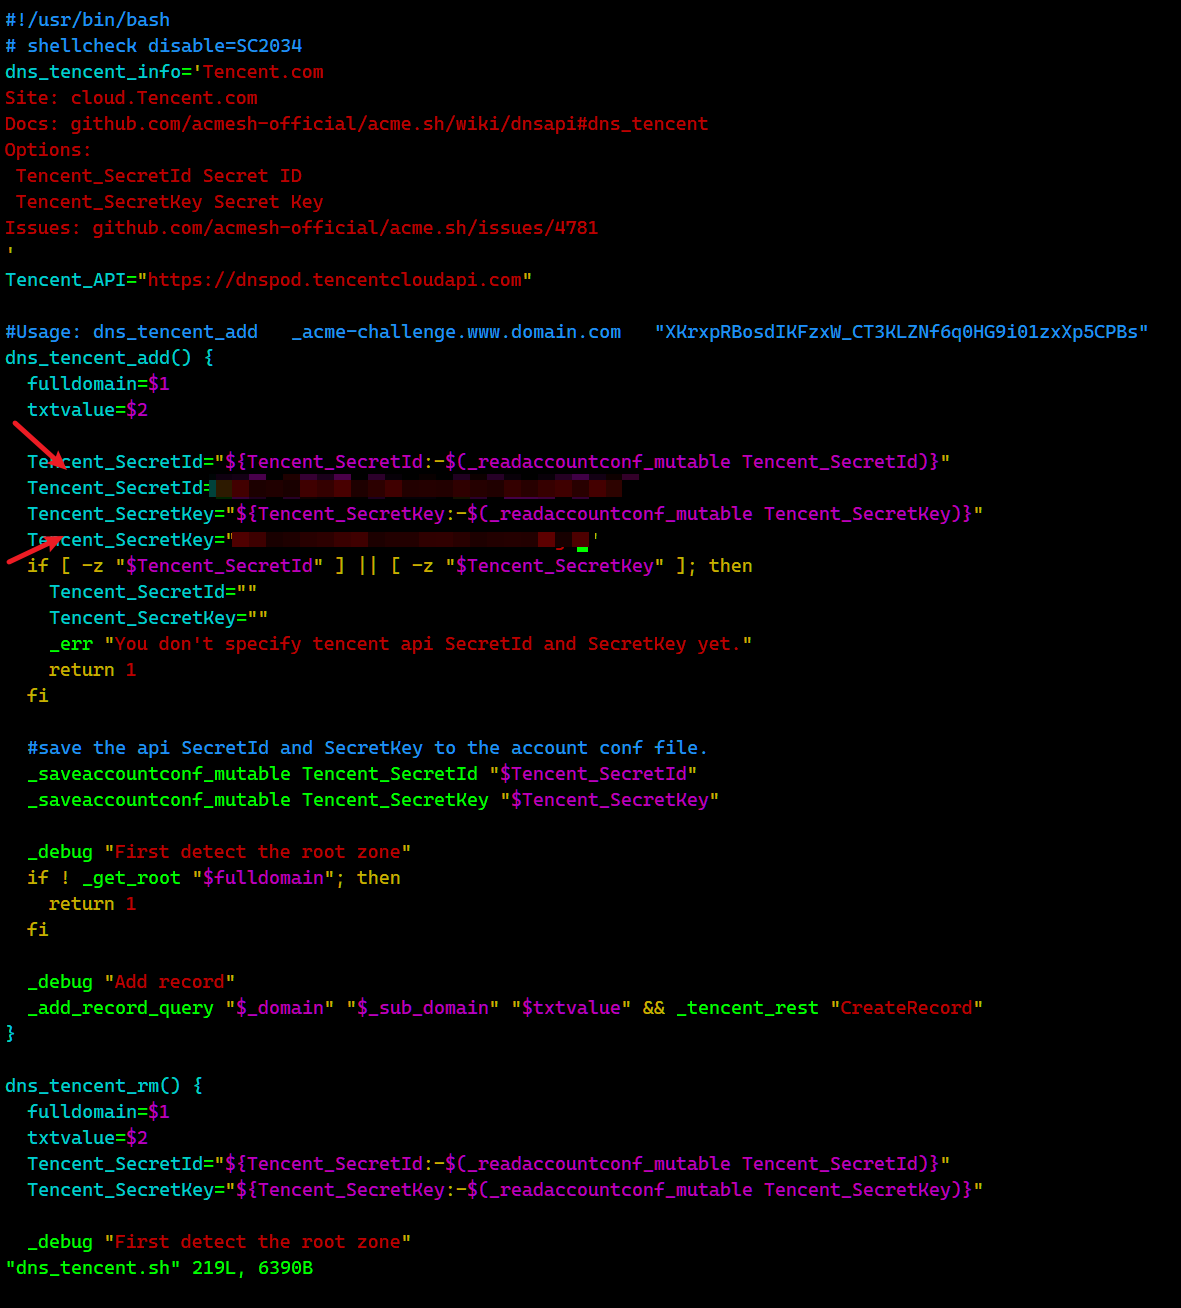 #!/usr/bin/bash
# shellcheck disable=SC2034
dns_tencent_info='Tencent.com
Site: cloud.Tencent.com
Docs: github.com/acmesh-official/acme.sh/wiki/dnsapi#dns_tencent
Options:
 Tencent_SecretId Secret ID
 Tencent_SecretKey Secret Key
Issues: github.com/acmesh-official/acme.sh/issues/4781
'
Tencent_API="https://dnspod.tencentcloudapi.com"

#Usage: dns_tencent_add   _acme-challenge.www.domain.com   "XKrxpRBosdIKFzxW_CT3KLZNf6q0HG9i01zxXp5CPBs"
dns_tencent_add() {
  fulldomain=$1
  txtvalue=$2

  Tencent_SecretId="${Tencent_SecretId:-$(_readaccountconf_mutable Tencent_SecretId)}"
  Tencent_SecretId=
  Tencent_SecretKey="${Tencent_SecretKey:-$(_readaccountconf_mutable Tencent_SecretKey)}"
  Tencent_SecretKey="
  if [ -z "$Tencent_SecretId" ] || [ -z "$Tencent_SecretKey" ]; then
    Tencent_SecretId=""
    Tencent_SecretKey=""
    _err "You don't specify tencent api SecretId and SecretKey yet."
    return 1
  fi

  #save the api SecretId and SecretKey to the account conf file.
  _saveaccountconf_mutable Tencent_SecretId "$Tencent_SecretId"
  _saveaccountconf_mutable Tencent_SecretKey "$Tencent_SecretKey"

  _debug "First detect the root zone"
  if ! _get_root "$fulldomain"; then
    return 1
  fi

  _debug "Add record"
  _add_record_query "$_domain" "$_sub_domain" "$txtvalue" && _tencent_rest "CreateRecord"
}

dns_tencent_rm() {
  fulldomain=$1
  txtvalue=$2
  Tencent_SecretId="${Tencent_SecretId:-$(_readaccountconf_mutable Tencent_SecretId)}"
  Tencent_SecretKey="${Tencent_SecretKey:-$(_readaccountconf_mutable Tencent_SecretKey)}"

  _debug "First detect the root zone"
"dns_tencent.sh" 219L, 6390B